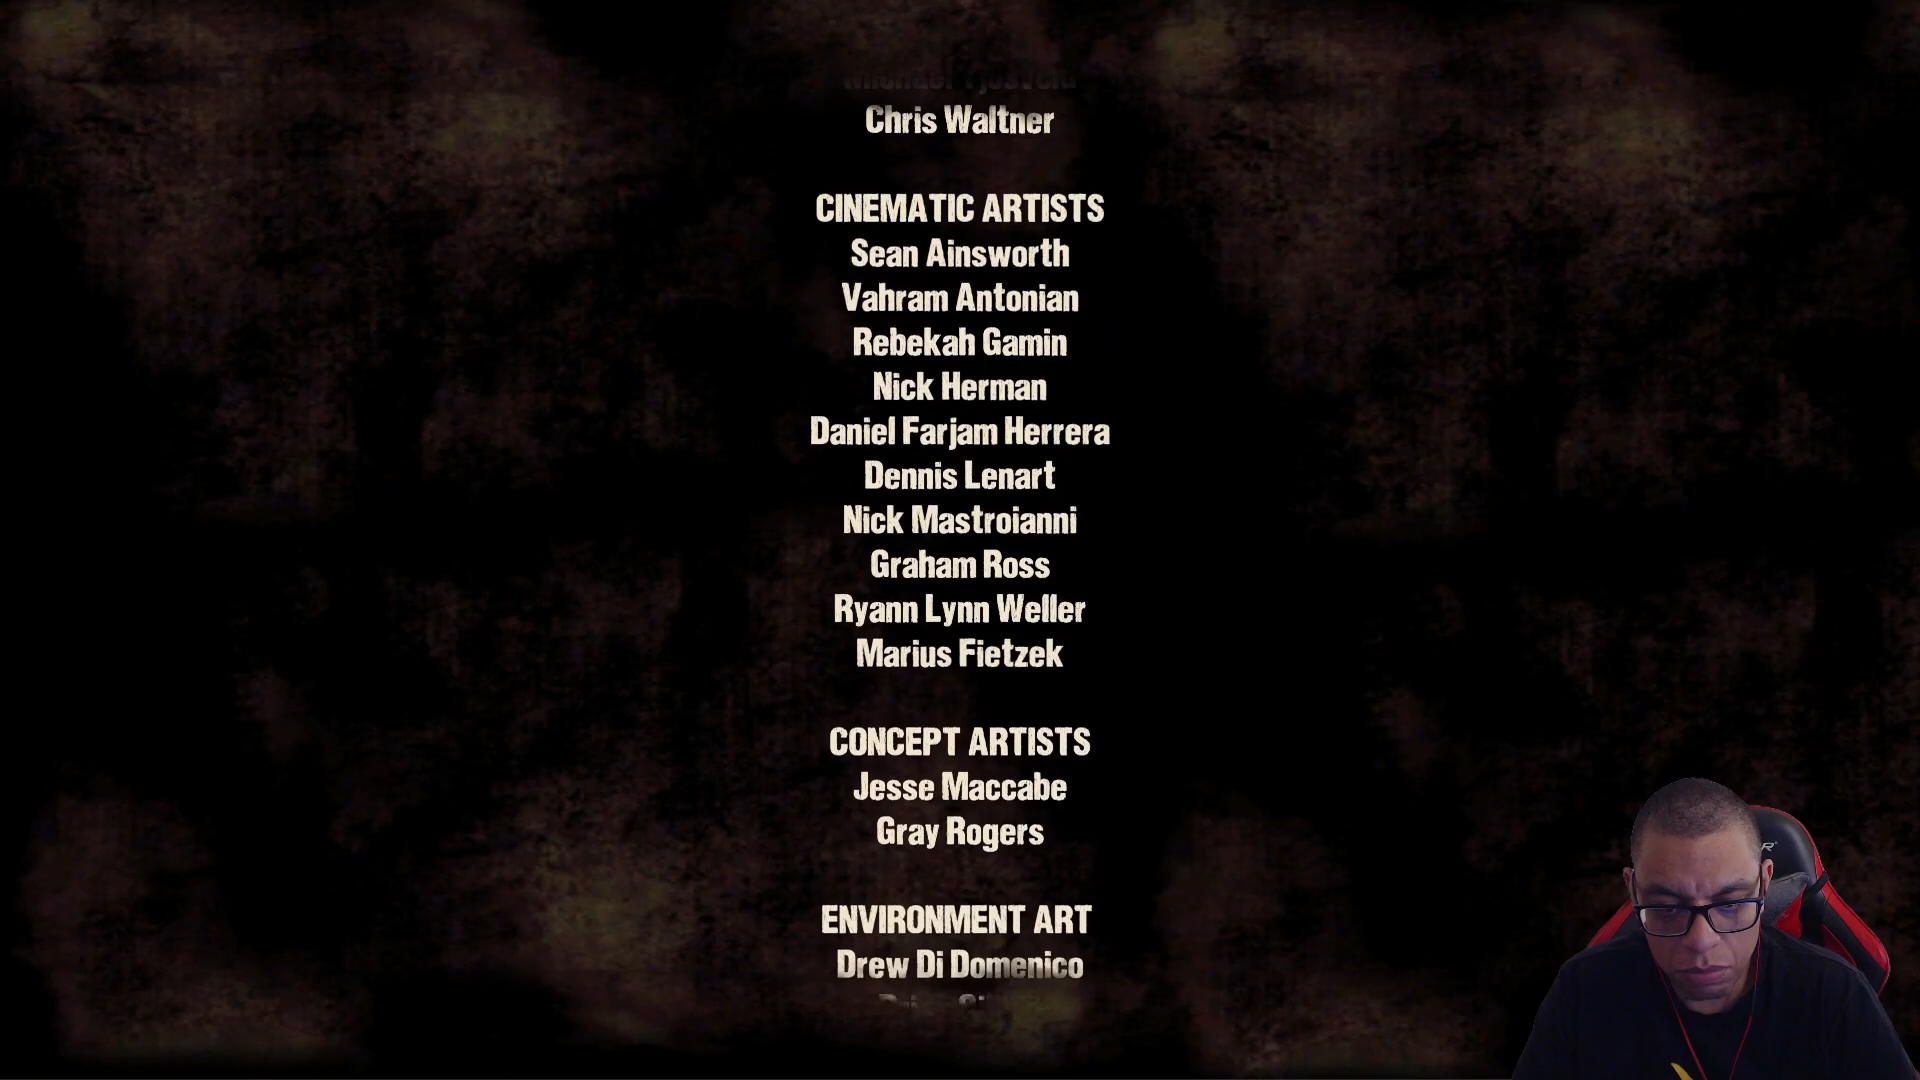 Chris Waltner
CINEMATIC ARTISTS
Sean Ainsworth
Vahram Antonian
Rebekah Gamin
Nick Herman
Daniel Farjam Herrera
Dennis Lenart
Nick Mastroianni
Graham Ross
Ryann Lynn Weller
Marius Fietzek
CONCEPT ARTISTS
Jesse Maccabe
Gray Rogers
ENVIRONMENT ART
Drew Di Domenico